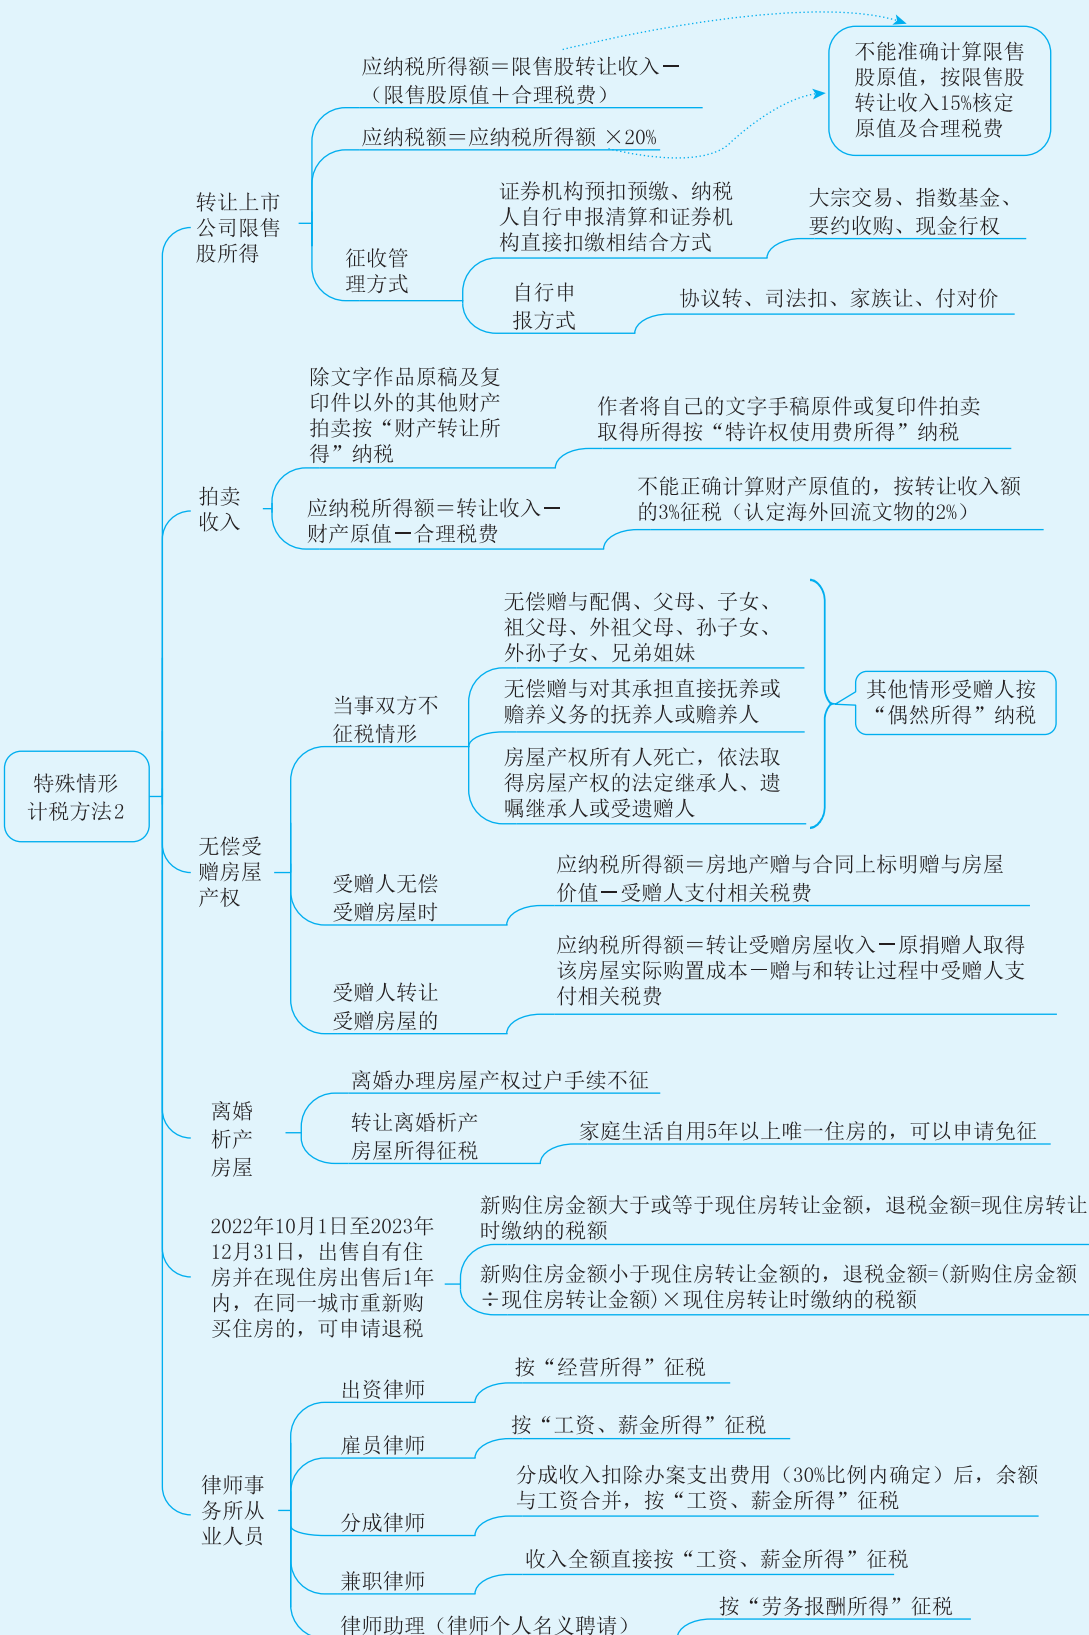 特殊情形
计税方法2
转让上市
公司限售
股所得
应纳税所得额＝限售股转让收入－
（限售股原值＋合理税费）
应纳税额＝应纳税所得额 ×20%
不能准确计算限售
股原值，按限售股
转让收入15%核定
原值及合理税费
征收管
理方式
证券机构预扣预缴、纳税
人自行申报清算和证券机
构直接扣缴相结合方式
大宗交易、指数基金、
要约收购、现金行权
自行申
报方式
协议转、司法扣、家族让、付对价
拍卖
收入
除文字作品原稿及复
印件以外的其他财产
拍卖按“财产转让所
得”纳税
作者将自己的文字手稿原件或复印件拍卖
取得所得按“特许权使用费所得”纳税
应纳税所得额＝转让收入－
财产原值－合理税费
不能正确计算财产原值的，按转让收入额
的3%征税（认定海外回流文物的2%）
无偿受
赠房屋
产权
当事双方不
征税情形
无偿赠与配偶、父母、子女、
祖父母、外祖父母、孙子女、
外孙子女、兄弟姐妹
无偿赠与对其承担直接抚养或
赡养义务的抚养人或赡养人
房屋产权所有人死亡，依法取
得房屋产权的法定继承人、遗
嘱继承人或受遗赠人
其他情形受赠人按
“偶然所得”纳税
受赠人无偿
受赠房屋时
应纳税所得额＝房地产赠与合同上标明赠与房屋
价值－受赠人支付相关税费
受赠人转让
受赠房屋的
应纳税所得额＝转让受赠房屋收入－原捐赠人取得
该房屋实际购置成本－赠与和转让过程中受赠人支
付相关税费
离婚
析产
房屋
离婚办理房屋产权过户手续不征
转让离婚析产
房屋所得征税
家庭生活自用5年以上唯一住房的，可以申请免征
2022年10月1日至2023年
12月31日，出售自有住
房并在现住房出售后1年
内，在同一城市重新购
买住房的，可申请退税
新购住房金额大于或等于现住房转让金额，退税金额=现住房转让
时缴纳的税额
新购住房金额小于现住房转让金额的，退税金额=(新购住房金额
÷现住房转让金额)×现住房转让时缴纳的税额
律师事
务所从
业人员
出资律师
按“经营所得”征税
雇员律师
按“工资、薪金所得”征税
分成律师
分成收入扣除办案支出费用（30%比例内确定）后，余额
与工资合并，按“工资、薪金所得”征税
兼职律师
收入全额直接按“工资、薪金所得”征税
律师助理（律师个人名义聘请）
按“劳务报酬所得”征税